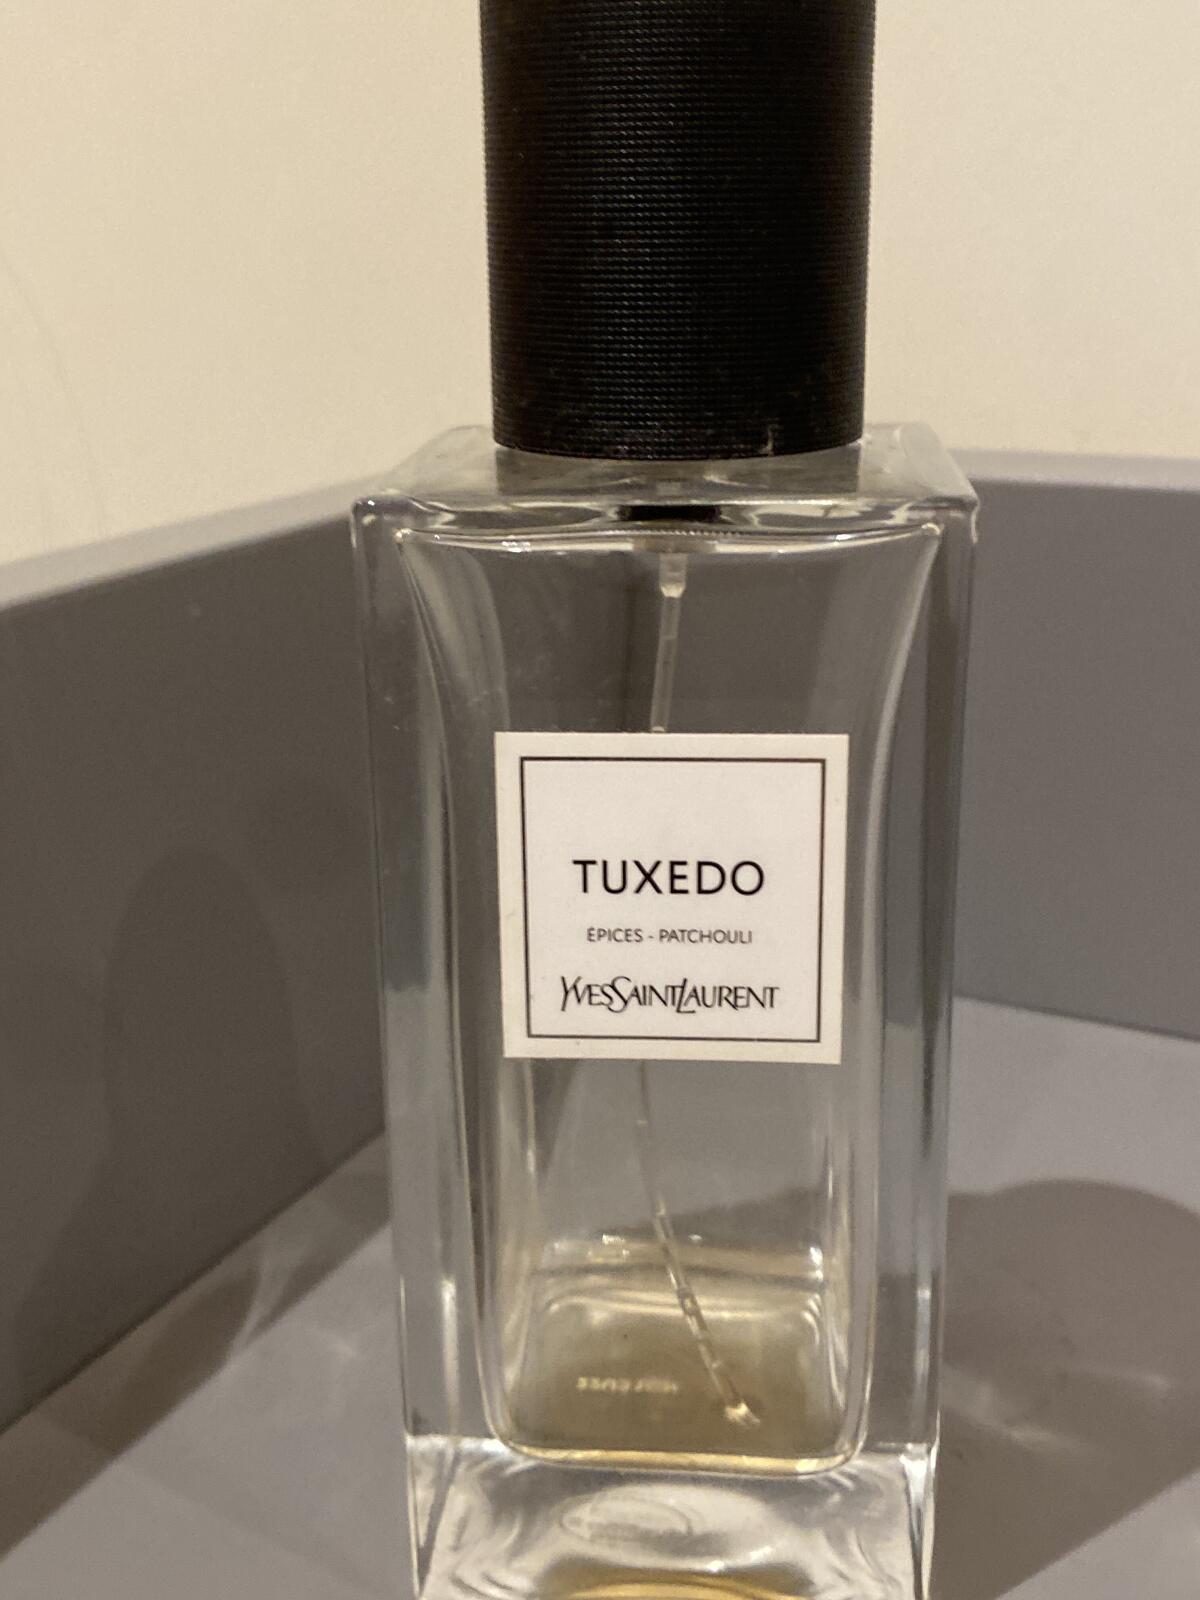 TUXEDO
ÉPICES - PATCHOULI
YVESSAINTLAURENT